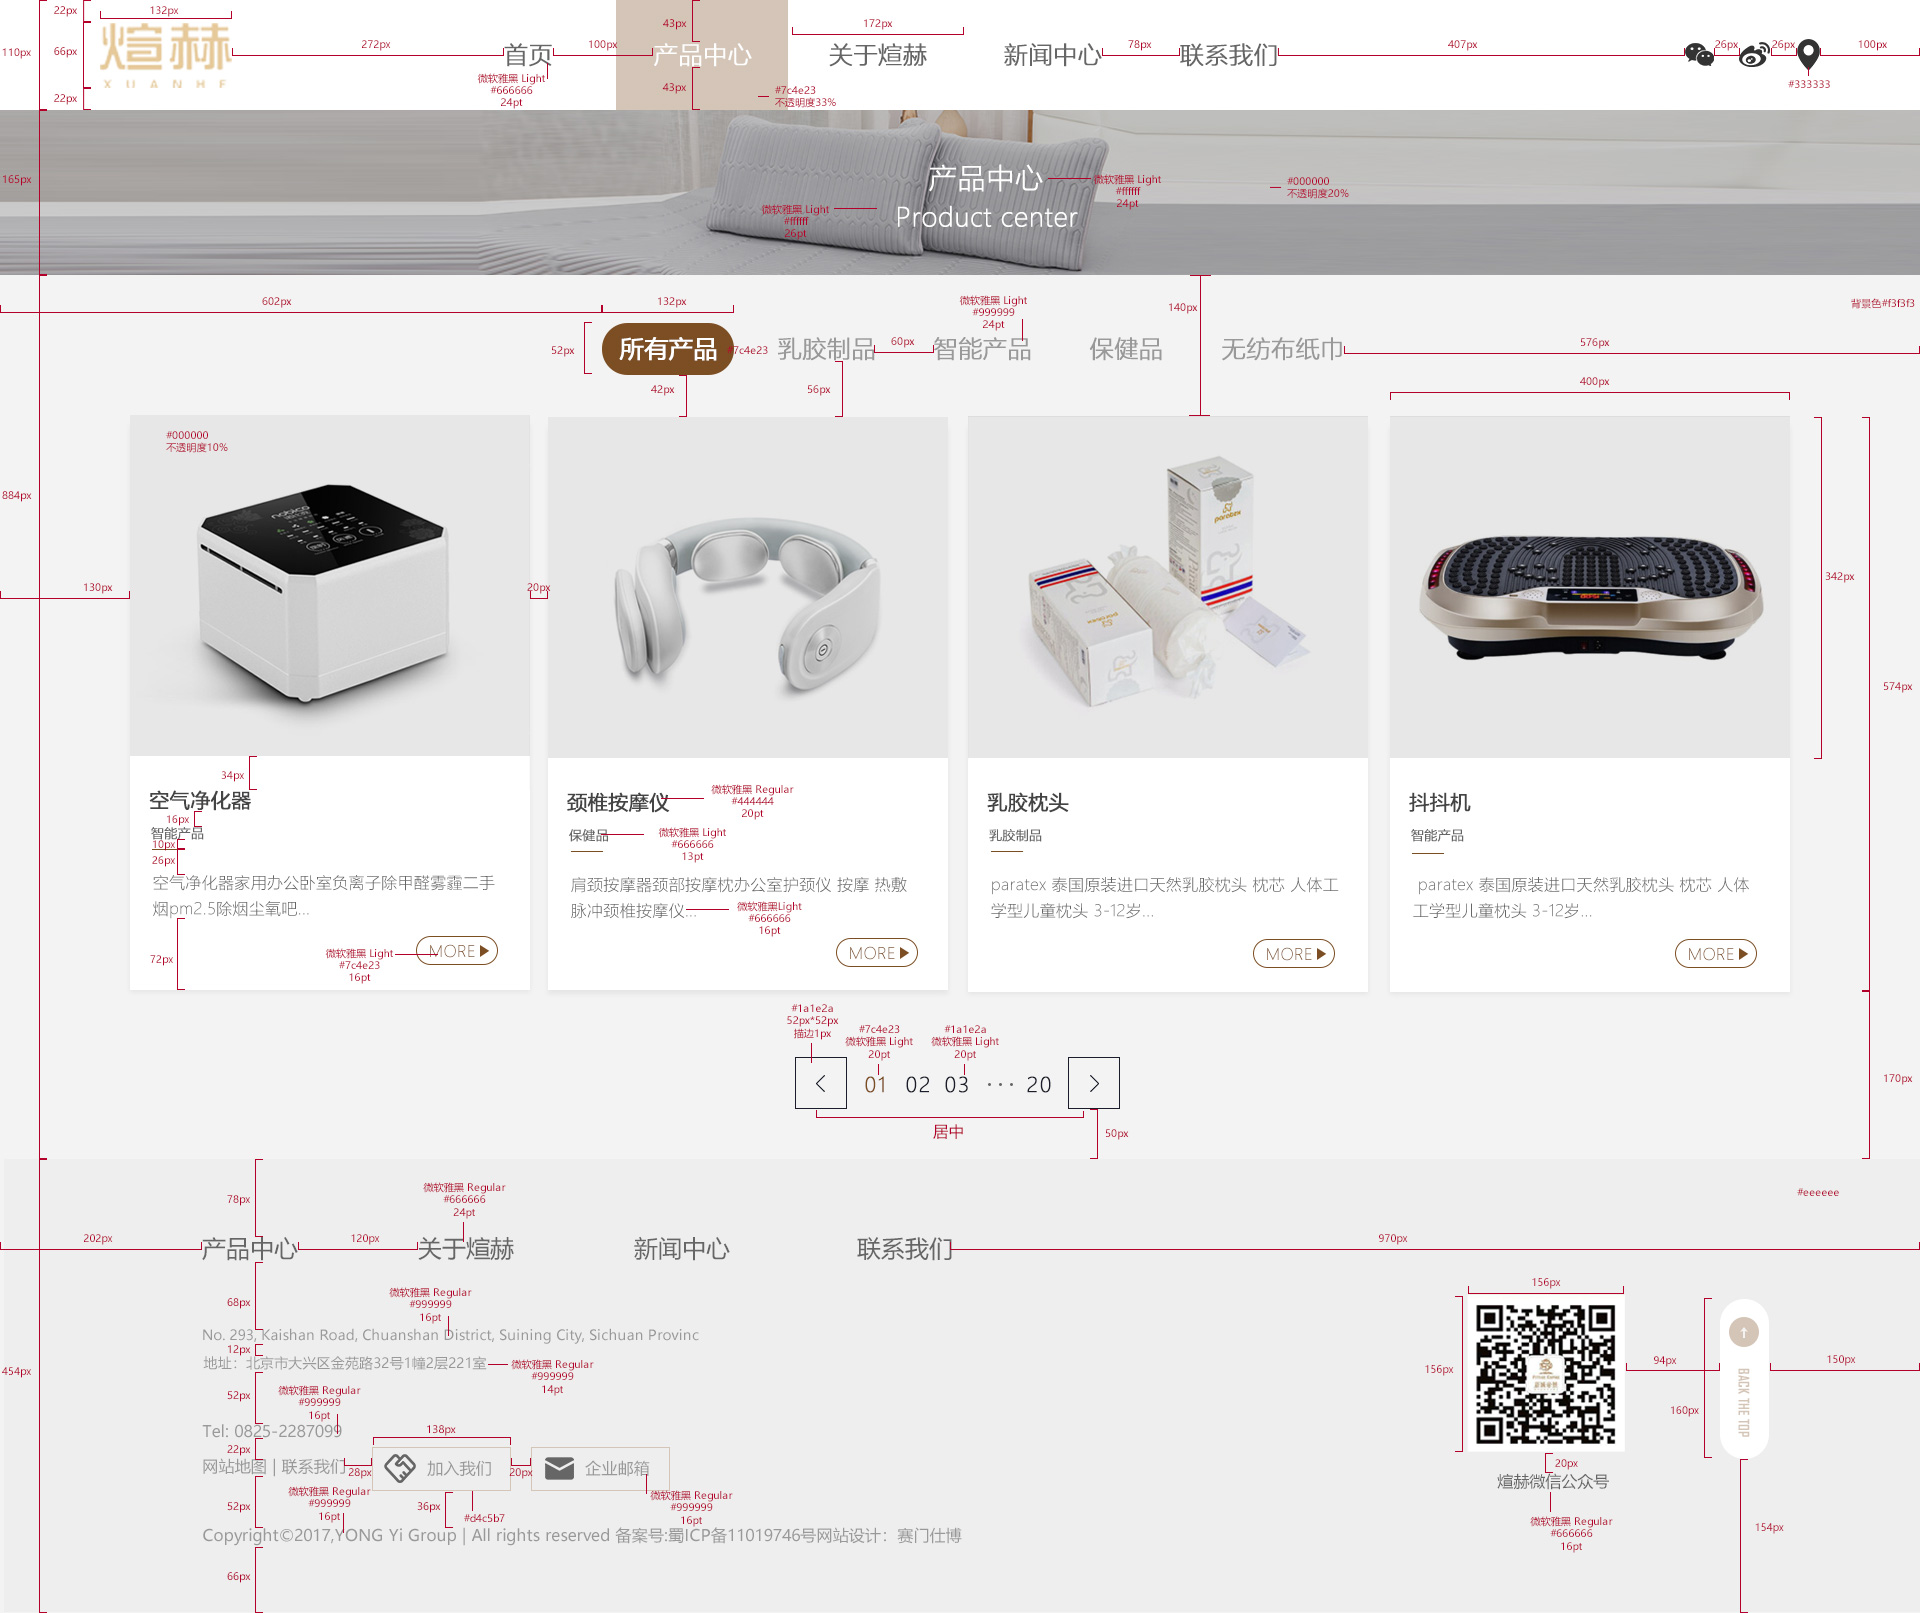 22px
132px
43px
172px
110px
66px
煊赫
272px
首页
100px
产品中心
关于煊赫
新闻中心
78px
联系我们
407px
26px
26px
100px
XUANHE
22px
微软雅黑 Light
#666666
24pt
43px
#7c4e23
不透明度33%
#333333
165px
产品中心
微软雅黑 Light
#ffffff
24pt
#000000
不透明度20%
微软雅黑 Light
#ffffff
26pt
Product center
602px
132px
微软雅黑 Light
#999999
24pt
140px
背景色#f3f3f3
52px
所有产品
#7c4e23
乳胶制品
60px
智能产品
保健品
无纺布纸巾
576px
42px
56px
400px
#000000
不透明度10%
884px
nobico
paratex
342px
130px
20px
574px
34px
空气净化器
16px
智能产品
10px
26px
空气净化器家用办公卧室负离子除甲醛雾霾二手
烟pm2.5除烟尘氧吧...
72px
微软雅黑 Light
#7c4e23
16pt
MORE
颈椎按摩仪
微软雅黑 Regular
#444444
20pt
保健品
微软雅黑 Light
#666666
13pt
肩颈按摩器颈部按摩枕办公室护颈仪 按摩 热敷
脉冲颈椎按摩仪...
微软雅黑Light
#666666
16pt
MORE
乳胶枕头
乳胶制品
paratex 泰国原装进口天然乳胶枕头 枕芯 人体工
学型儿童枕头 3-12岁...
MORE
抖抖机
智能产品
paratex 泰国原装进口天然乳胶枕头 枕芯 人体
工学型儿童枕头 3-12岁...
MORE
#1a1e2a
52px*52px
描边1px
#7c4e23
微软雅黑 Light
20pt
#1a1e2a
微软雅黑 Light
20pt
01 02 03 ··· 20
居中
50px
170px
78px
微软雅黑 Regular
#666666
24pt
#eeeeee
202px
产品中心
120px
关于煊赫
新闻中心
联系我们
970px
68px
微软雅黑 Regular
#999999
16pt
No. 293, Kaishan Road, Chuanshan District, Suining City, Sichuan Provinc
12px
地址：北京市大兴区金苑路32号1幢2层221室
微软雅黑 Regular
#999999
14pt
454px
52px
微软雅黑 Regular
#999999
16pt
Tel: 0825-2287099
138px
22px
网站地图 | 联系我们
28px
加入我们
20px
企业邮箱
微软雅黑 Regular
#999999
16pt
52px
36px
#d4c5b7
微软雅黑 Regular
#999999
16pt
Copyright©2017,YONG Yi Group | All rights reserved 备案号:蜀ICP备11019746号网站设计：赛门仕博
66px
156px
156px
94px
150px
160px
BACK THE TOP
20px
煊赫微信公众号
微软雅黑 Regular
#666666
16pt
154px